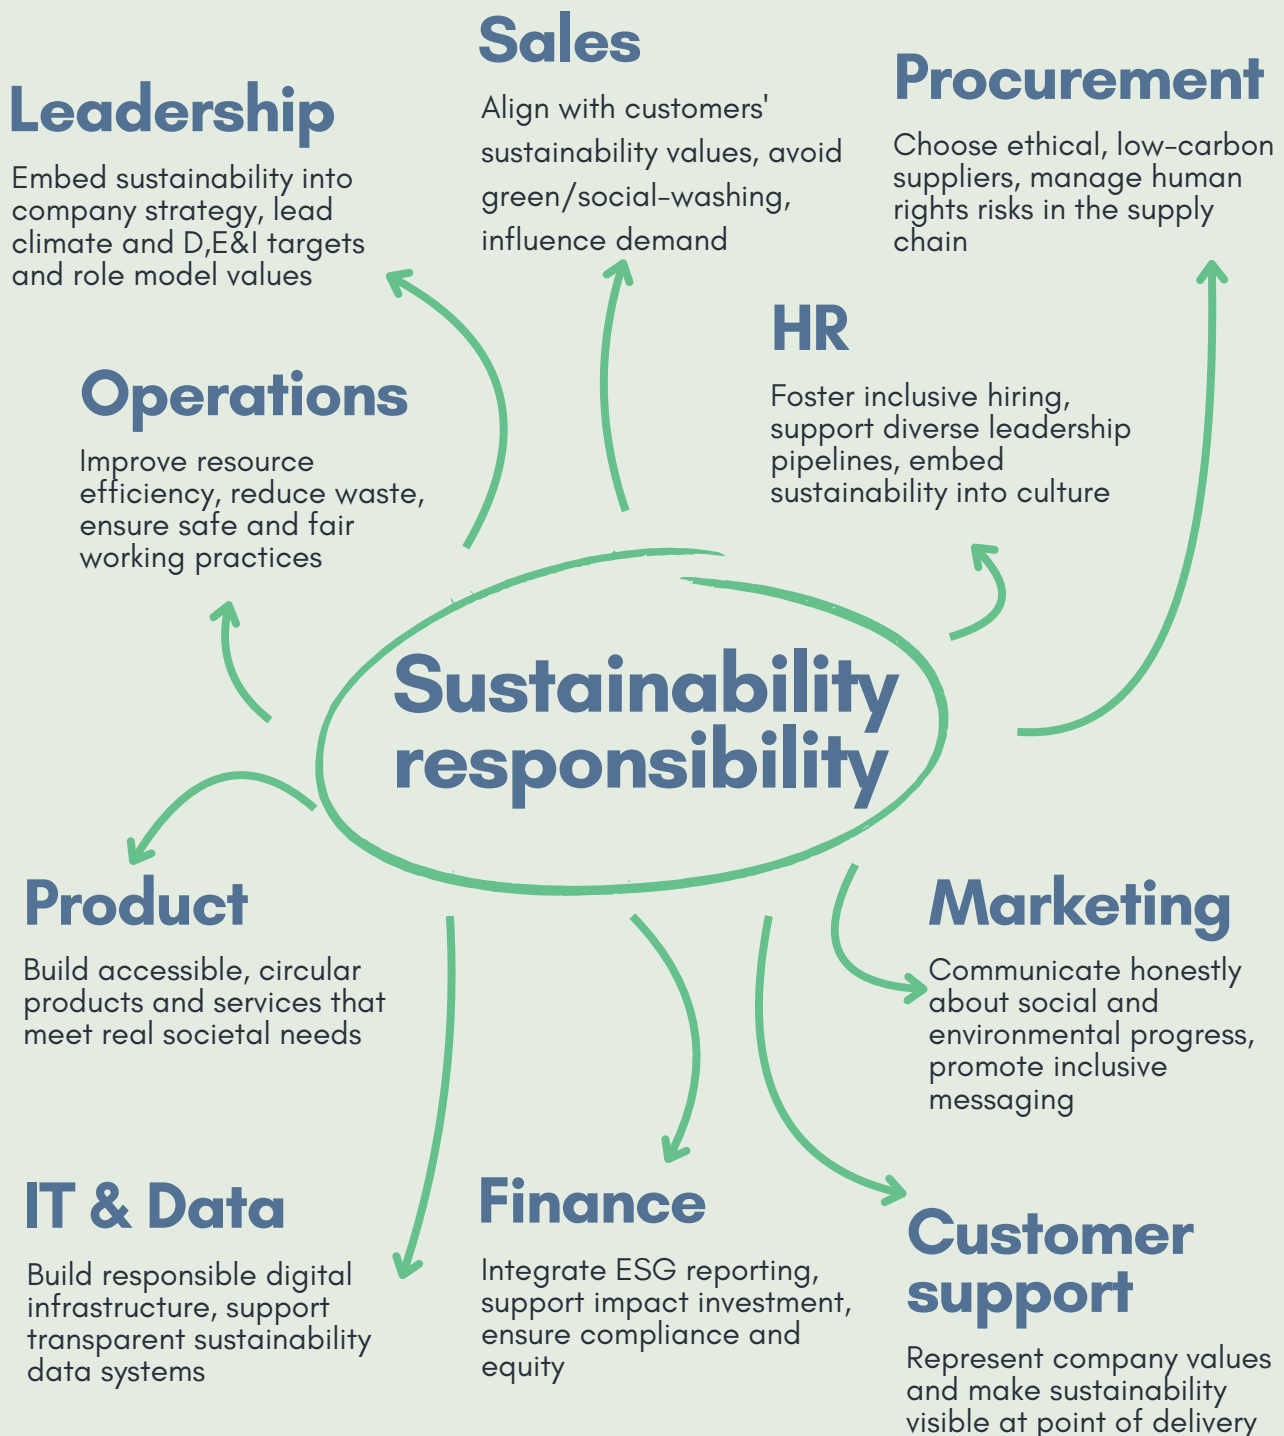 Sales
Align with customers'
sustainability values, avoid
green/social-washing,
influence demand
Leadership
Embed sustainability into
company strategy, lead
climate and D,E&I targets
and role model values
Procurement
Choose ethical, low-carbon
suppliers, manage human
rights risks in the supply
chain
HR
Foster inclusive hiring,
support diverse leadership
pipelines, embed
sustainability into culture
Operations
Improve resource
efficiency, reduce waste,
ensure safe and fair
working practices
Sustainability
responsibility
Product
Build accessible, circular
products and services that
meet real societal needs
Marketing
Communicate honestly
about social and
environmental progress,
promote inclusive
messaging
IT & Data
Build responsible digital
infrastructure, support
transparent sustainability
data systems
Finance
Integrate ESG reporting,
support impact investment,
ensure compliance and
equity
Customer
support
Represent company values
and make sustainability
visible at point of delivery